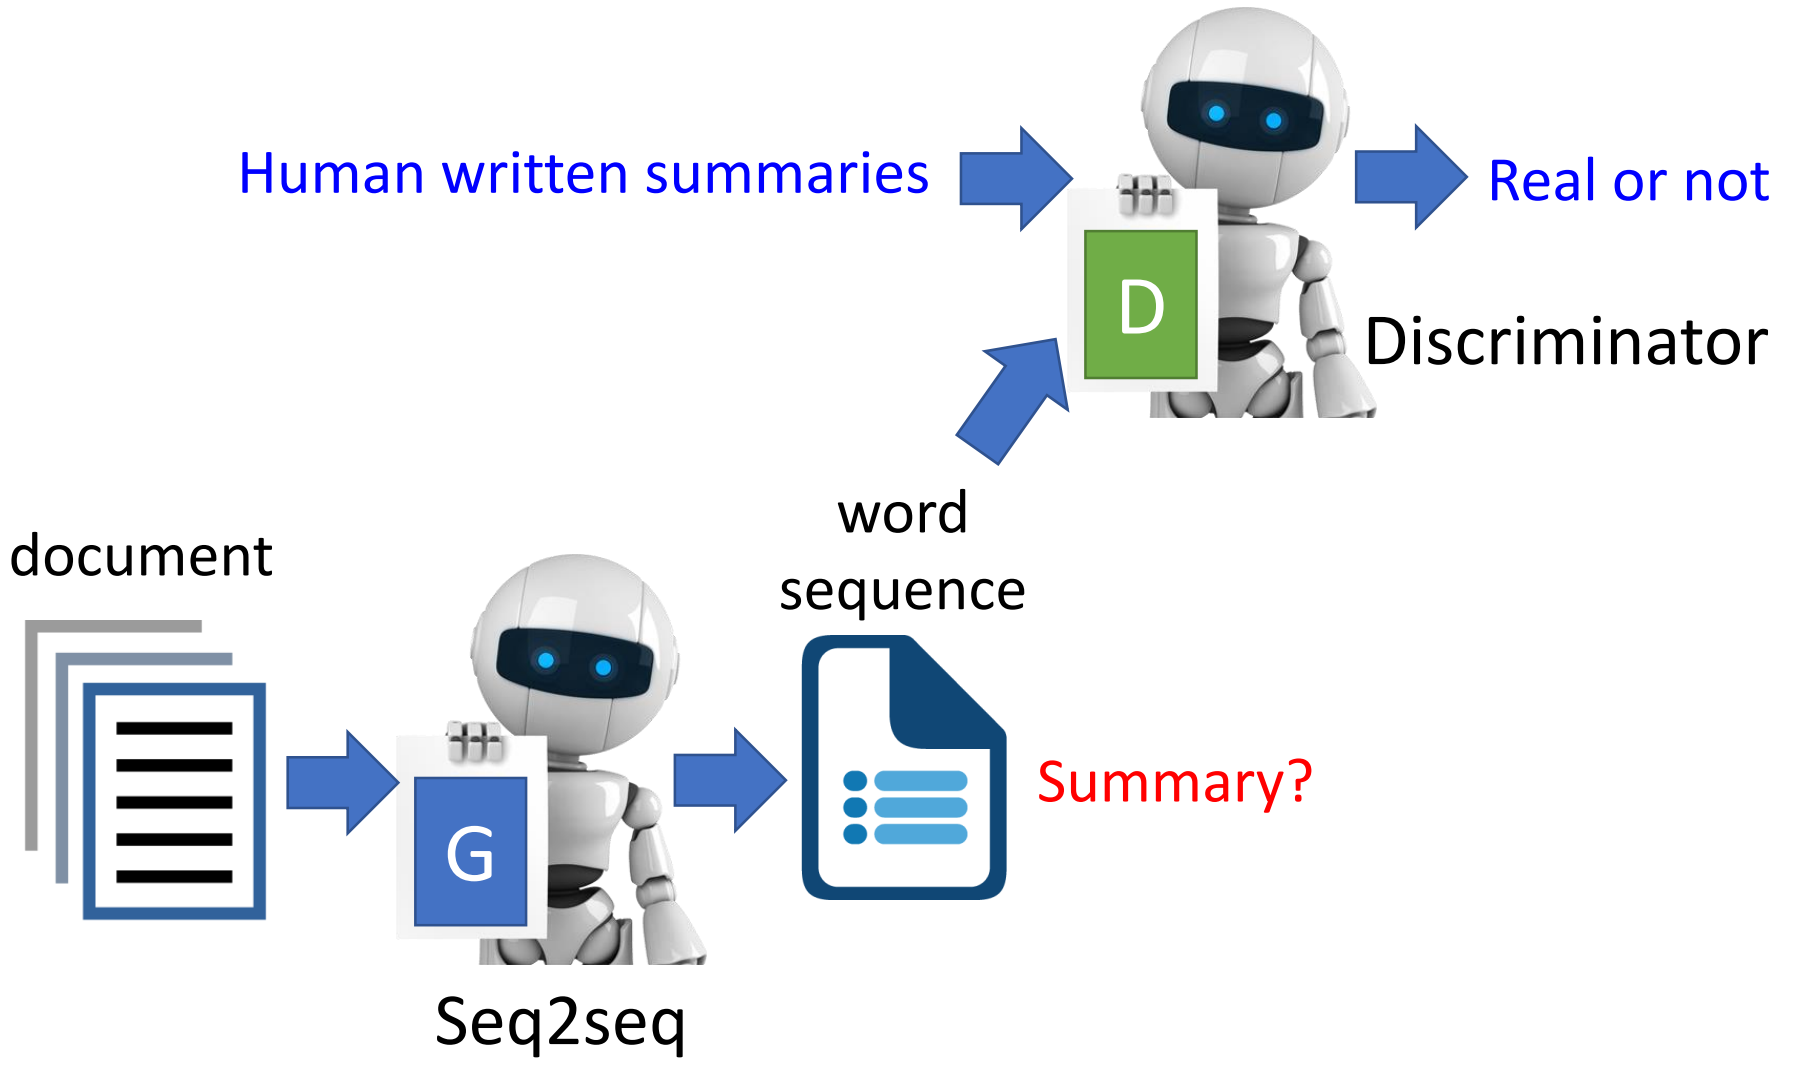 Human written summaries
Real or not
D
Discriminator
word
sequence
document
Summary?
G
Seq2seq